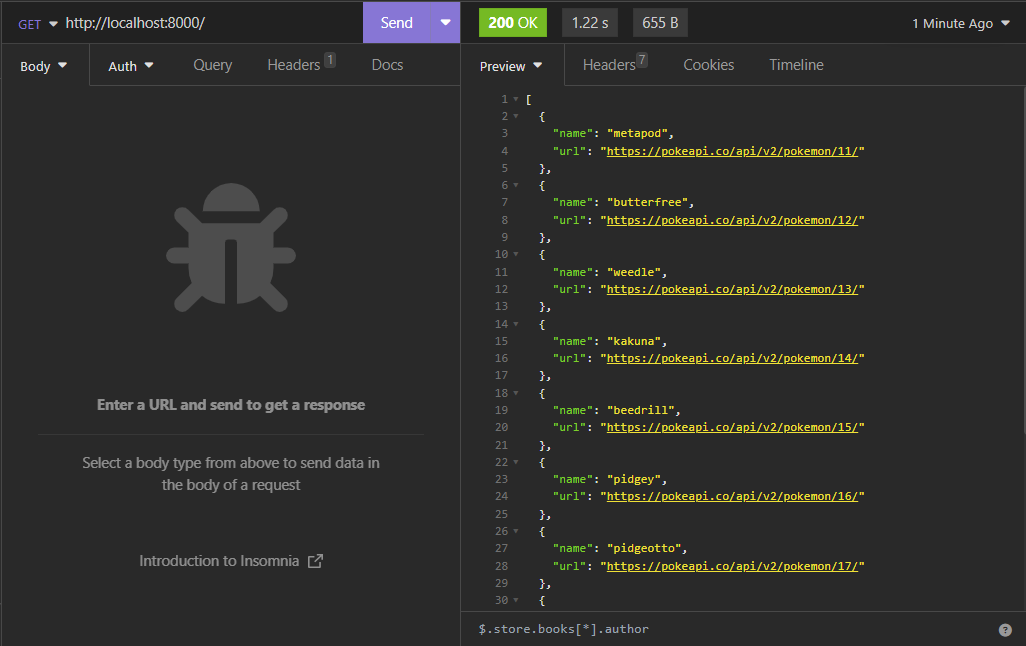 GET http://localhost:8000/ Send 200 OK 1.22 s 655 B 1 Minute Ago
Body Auth Query Headers 1 Docs
Enter a URL and send to get a response
Select a body type from above to send data in
the body of a request
Introduction to Insomnia
Preview Headers 7 Cookies Timeline
1 [
2 {
3 "name": "metapod",
4 "url": "https://pokeapi.co/api/v2/pokemon/11/"
5 },
6 {
7 "name": "butterfree",
8 "url": "https://pokeapi.co/api/v2/pokemon/12/"
9 },
10 {
11 "name": "weedle",
12 "url": "https://pokeapi.co/api/v2/pokemon/13/"
13 },
14 {
15 "name": "kakuna",
16 "url": "https://pokeapi.co/api/v2/pokemon/14/"
17 },
18 {
19 "name": "beedrill",
20 "url": "https://pokeapi.co/api/v2/pokemon/15/"
21 },
22 {
23 "name": "pidgey",
24 "url": "https://pokeapi.co/api/v2/pokemon/16/"
25 },
26 {
27 "name": "pidgeotto",
28 "url": "https://pokeapi.co/api/v2/pokemon/17/"
29 },
30 {
$.store.books[*].author ?